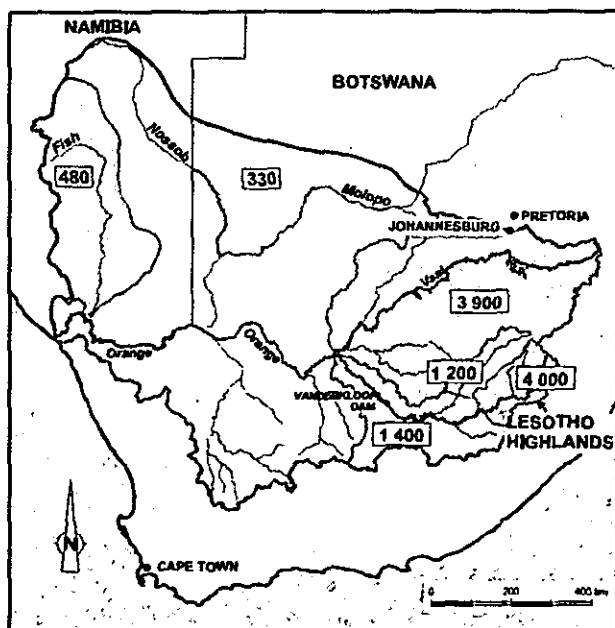 NAMIBIA
BOTSWANA
Fish
Nossob
480
330
Molopo
PRETORIA
JOHANNESBURG
Vaal
3 900
Orange
Orange
1 200
4 000
VANDERKLOOF
DAM
1 400
LESOTHO
HIGHLANDS
N
CAPE TOWN
0 200 400 km